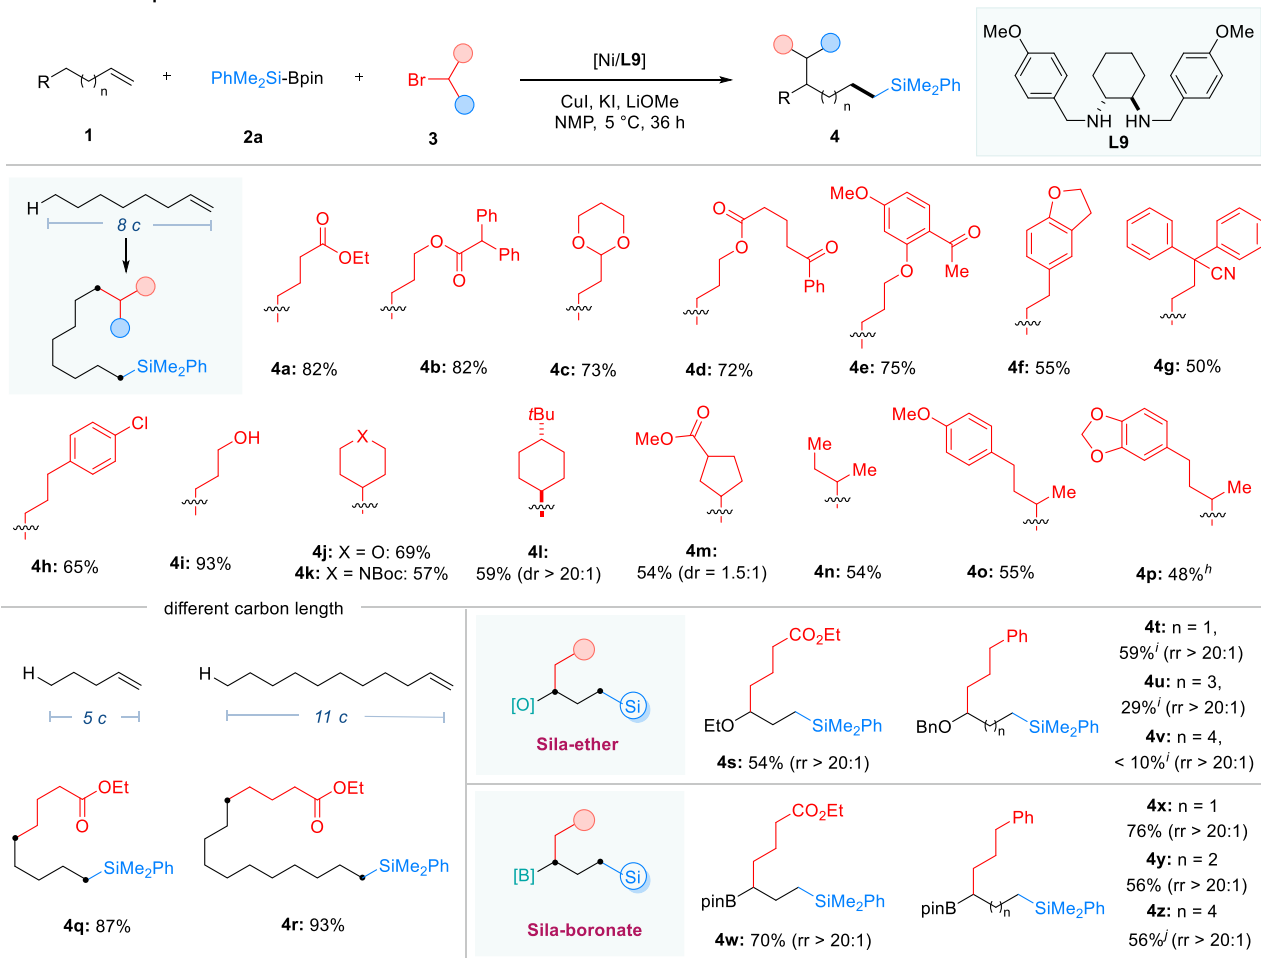 R
n
1
+
PhMe2Si-Bpin
2a
+
Br
3
[Ni/L9]
CuI, KI, LiOMe
NMP, 5 °C, 36 h
R
n
SiMe2Ph
4
MeO
OMe
NH HN
L9
H
8 c
SiMe2Ph
O
OEt
4a: 82%
O
O
Ph
Ph
4b: 82%
O O
4c: 73%
O
O
O
Ph
4d: 72%
MeO
O
O
Me
4e: 75%
O
4f: 55%
CN
4g: 50%
Cl
4h: 65%
OH
4i: 93%
X
4j: X = O: 69%
4k: X = NBoc: 57%
tBu
4l:
59% (dr > 20:1)
O
MeO
4m:
54% (dr = 1.5:1)
Me
Me
4n: 54%
MeO
Me
4o: 55%
O
O
Me
4p: 48%h
different carbon length
H
5 c
H
11 c
OEt
O
SiMe2Ph
4q: 87%
OEt
O
SiMe2Ph
4r: 93%
[O]
Si
Sila-ether
CO2Et
EtO
SiMe2Ph
4s: 54% (rr > 20:1)
Ph
BnO
n
SiMe2Ph
4t: n = 1,
59%i (rr > 20:1)
4u: n = 3,
29%i (rr > 20:1)
4v: n = 4,
< 10%i (rr > 20:1)
[B]
Si
Sila-boronate
CO2Et
pinB
SiMe2Ph
4w: 70% (rr > 20:1)
Ph
pinB
n
SiMe2Ph
4x: n = 1
76% (rr > 20:1)
4y: n = 2
56% (rr > 20:1)
4z: n = 4
56%j (rr > 20:1)